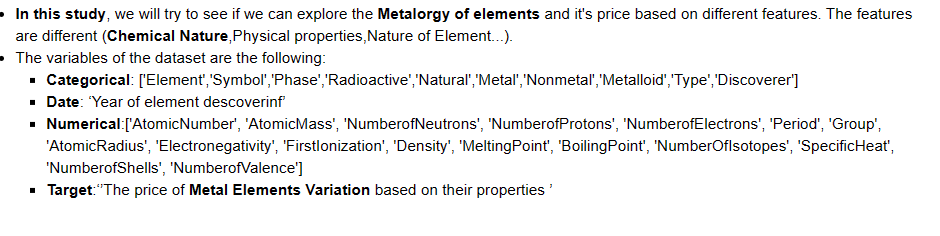 • In this study, we will try to see if we can explore the Metalorgy of elements and it's price based on different features. The features
are different (Chemical Nature,Physical properties,Nature of Element...).
• The variables of the dataset are the following:
▪ Categorical: ['Element','Symbol','Phase','Radioactive','Natural','Metal','Nonmetal','Metalloid','Type','Discoverer']
▪ Date: ‘Year of element descoverinf’
▪ Numerical:['AtomicNumber', 'AtomicMass', 'NumberofNeutrons', 'NumberofProtons', 'NumberofElectrons', 'Period', 'Group',
'AtomicRadius', 'Electronegativity', 'FirstIonization', 'Density', 'MeltingPoint', 'BoilingPoint', 'NumberOfIsotopes', 'SpecificHeat',
'NumberofShells', 'NumberofValence']
▪ Target:‘'The price of Metal Elements Variation based on their properties ’